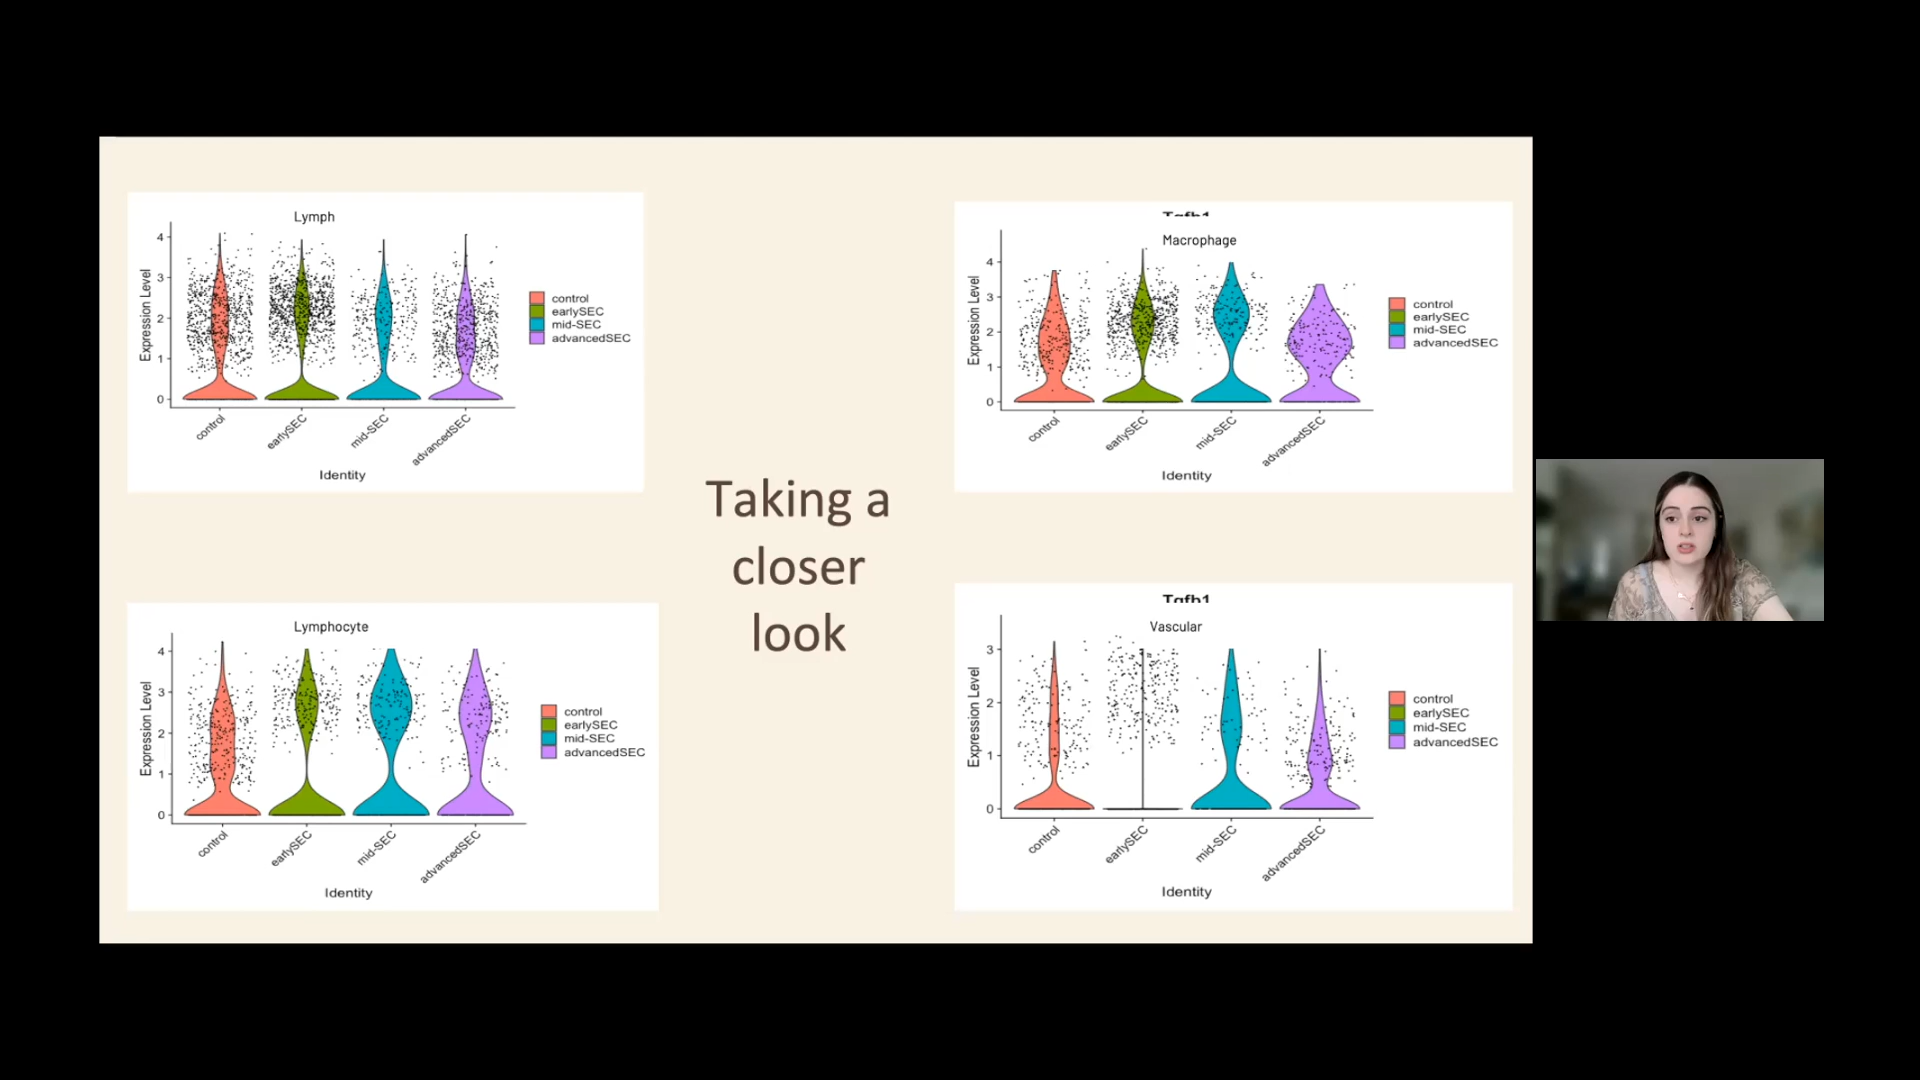 Lymph
4
3
2
1
0
Expression Level
control
earlySEC
mid-SEC
advancedSEC
Identity
control
earlySEC
mid-SEC
advancedSEC
Tgfb1
Macrophage
4
3
2
1
0
Expression Level
control
earlySEC
mid-SEC
advancedSEC
Identity
control
earlySEC
mid-SEC
advancedSEC
Taking a
closer
look
Lymphocyte
4
3
2
1
0
Expression Level
control
earlySEC
mid-SEC
advancedSEC
Identity
control
earlySEC
mid-SEC
advancedSEC
Tgfb1
Vascular
3
2
1
0
Expression Level
control
earlySEC
mid-SEC
advancedSEC
Identity
control
earlySEC
mid-SEC
advancedSEC